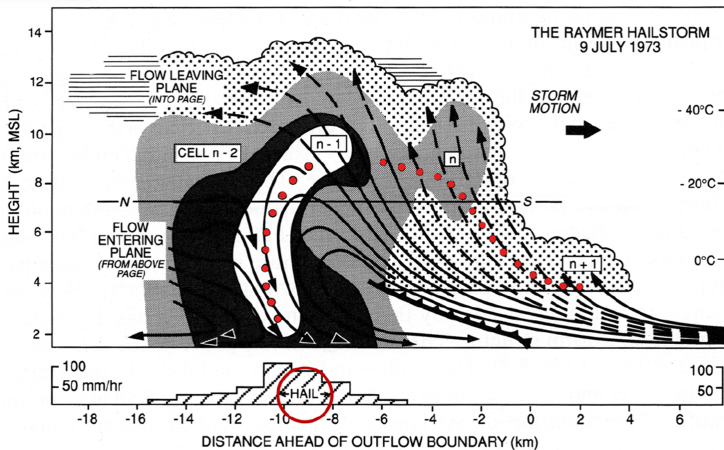 THE RAYMER HAILSTORM
9 JULY 1973
STORM
MOTION
FLOW LEAVING
PLANE
(INTO PAGE)
CELL n - 2
n - 1
n
n + 1
N
S
FLOW
ENTERING
PLANE
(FROM ABOVE
PAGE)
HEIGHT (km, MSL)
14
12
10
8
6
4
2
- 40°C
- 20°C
0°C
100
50 mm/hr
HAIL
100
50
-18 -16 -14 -12 -10 -8 -6 -4 -2 0 2 4 6
DISTANCE AHEAD OF OUTFLOW BOUNDARY (km)